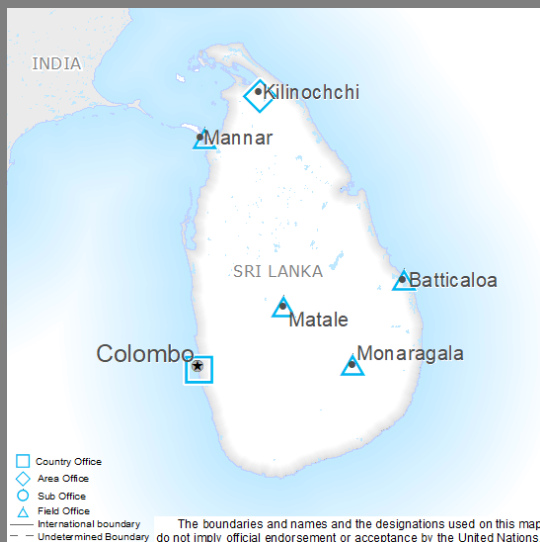 INDIA
Kilinochchi
Mannar
SRI LANKA
Batticaloa
Matale
Colombo
Monaragala
Country Office
Area Office
Sub Office
Field Office
International boundary
Undetermined Boundary
The boundaries and names and the designations used on this map
do not imply official endorsement or acceptance by the United Nations